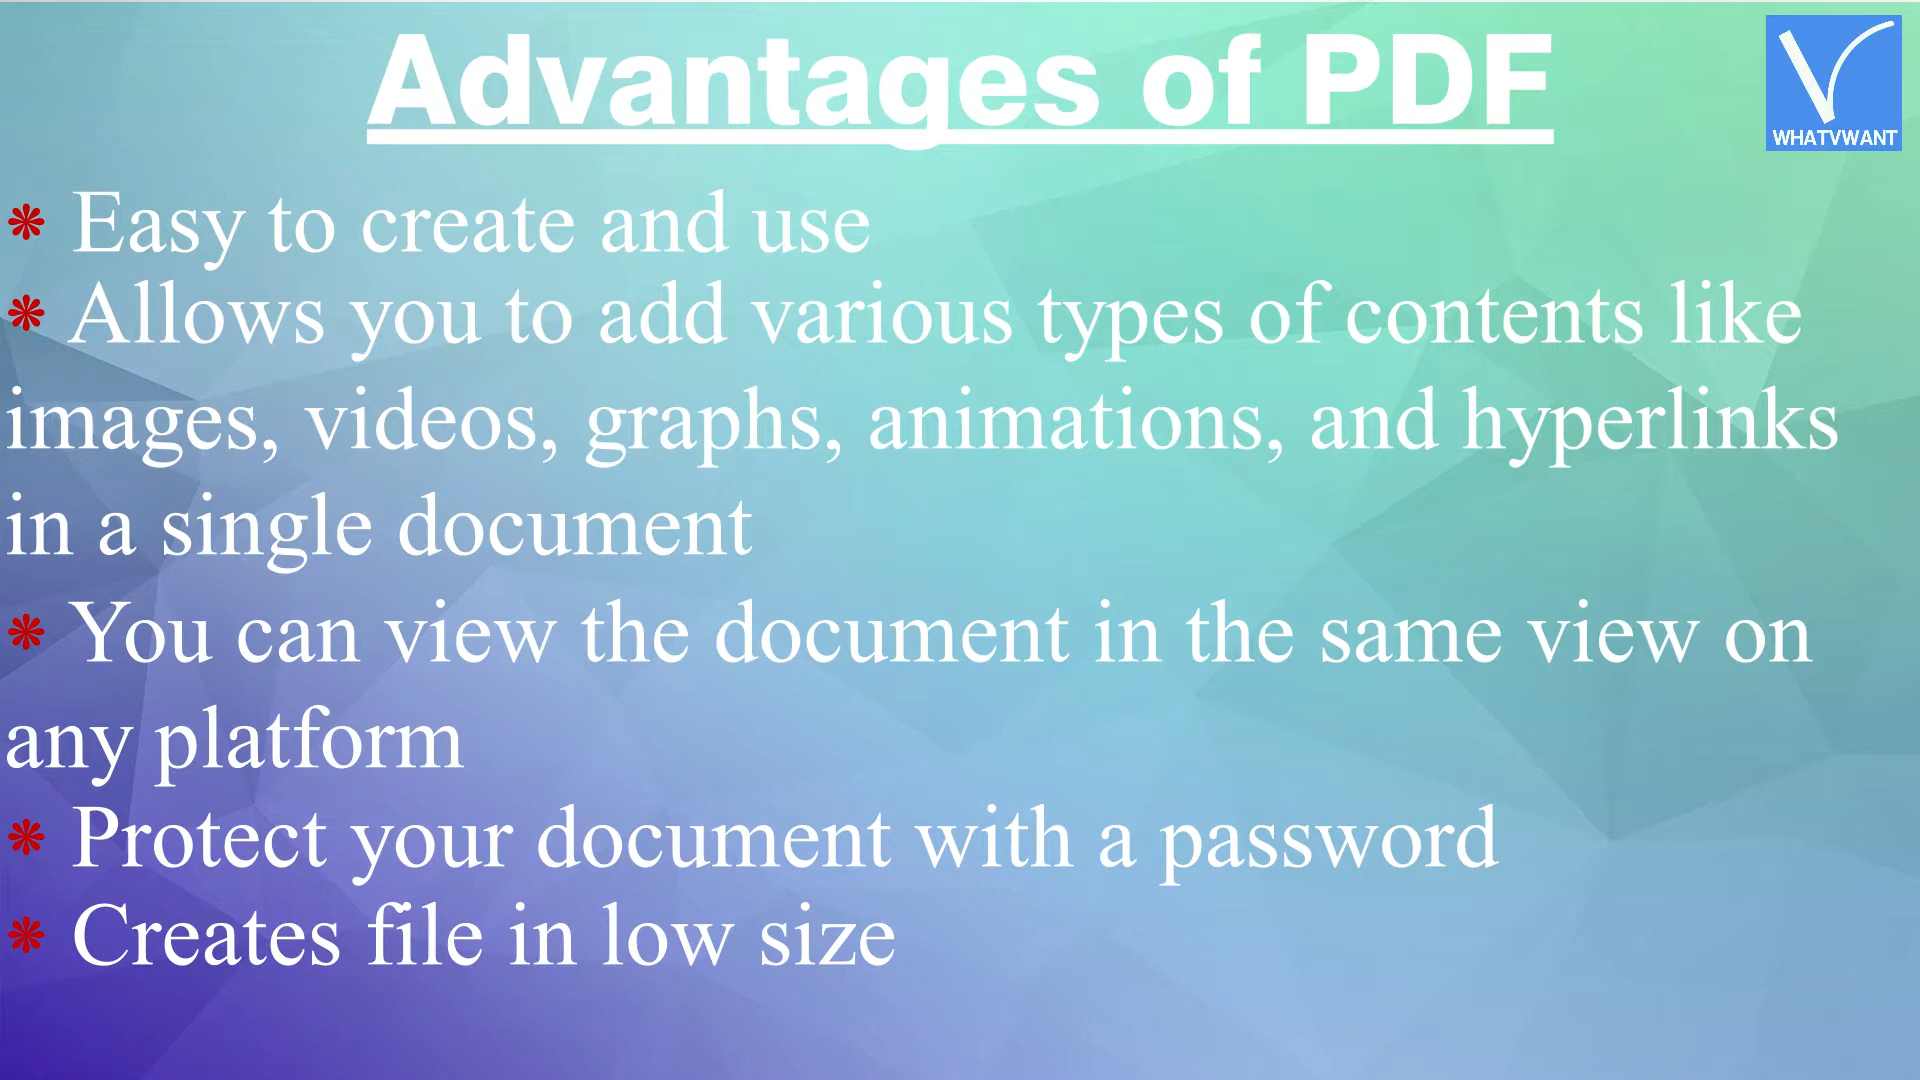 Advantages of PDF
WHATVWANT
❋ Easy to create and use
❋ Allows you to add various types of contents like
images, videos, graphs, animations, and hyperlinks
in a single document
❋ You can view the document in the same view on
any platform
❋ Protect your document with a password
❋ Creates file in low size